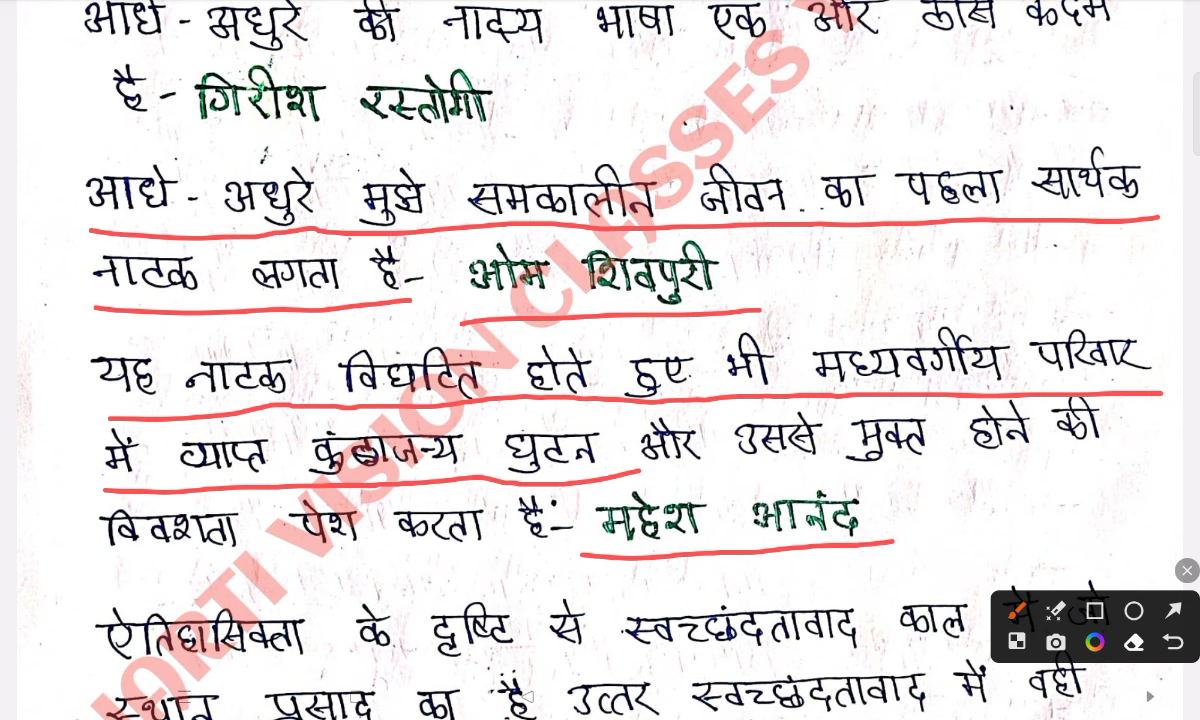 आधे - अधुरे की नाट्य भाषा एक और ठोस कदम
है - गिरीश रस्तोगी
आधे - अधुरे मुझे समकालीन जीवन का पहला सार्थक
नाटक लगता है - ओम शिवपुरी
यह नाटक विघटित होते हुए भी मध्यवर्गीय परिवार
में व्याप्त कुंठाजन्य घुटन और उससे मुक्त होने की
विवशता पेश करता है:- महेश आनंद
ऐतिहासिकता के दृष्टि से स्वच्छंदतावाद काल में जो
स्थान प्रसाद का है उत्तर स्वच्छंदतावाद में वही
VISION CLASSES